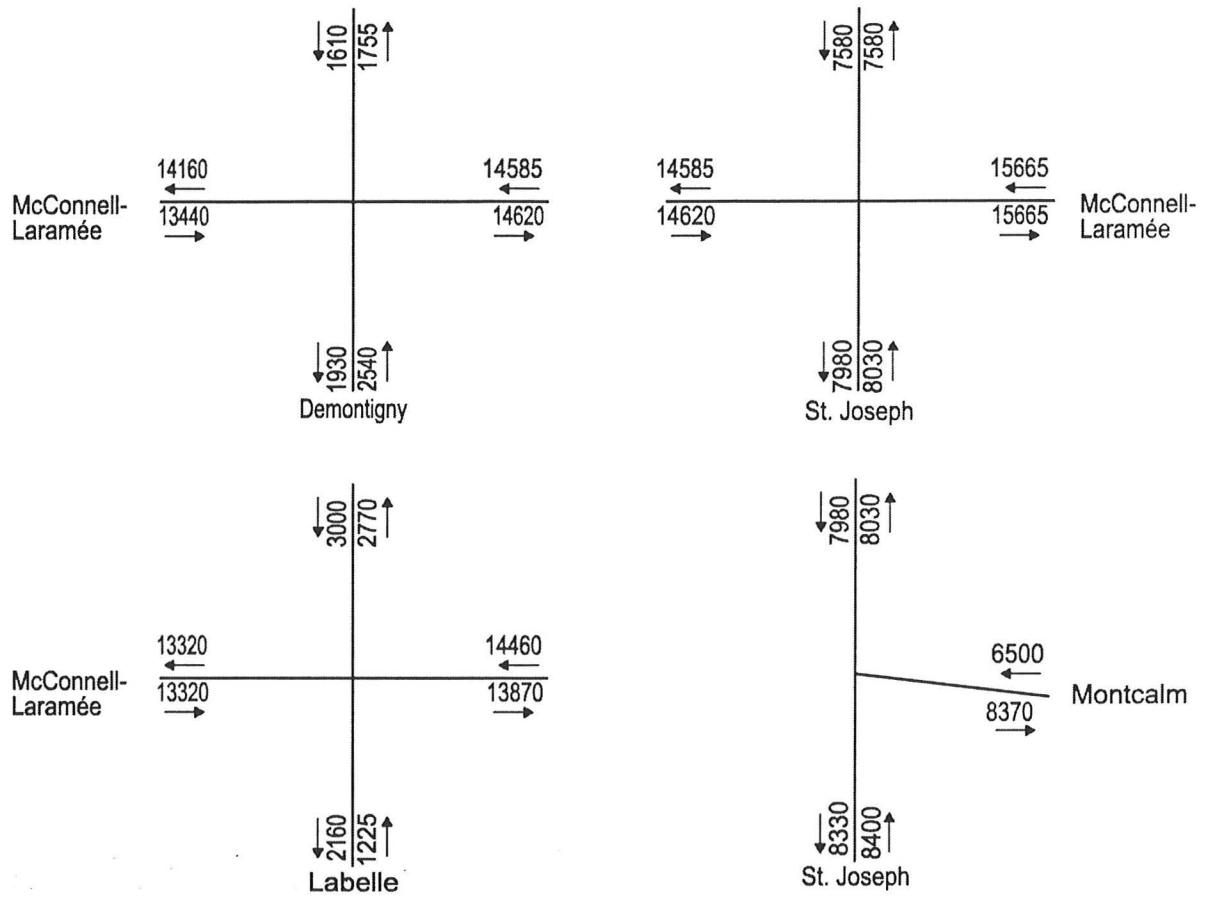 1610
1755
14160
14585
McConnell-
Laramée
13440
14620
1930
2540
Demontigny
7580
7580
14585
15665
14620
15665
McConnell-
Laramée
7980
8030
St. Joseph
3000
2770
13320
14460
McConnell-
Laramée
13320
13870
2160
1225
Labelle
7980
8030
6500
Montcalm
8370
8330
8400
St. Joseph